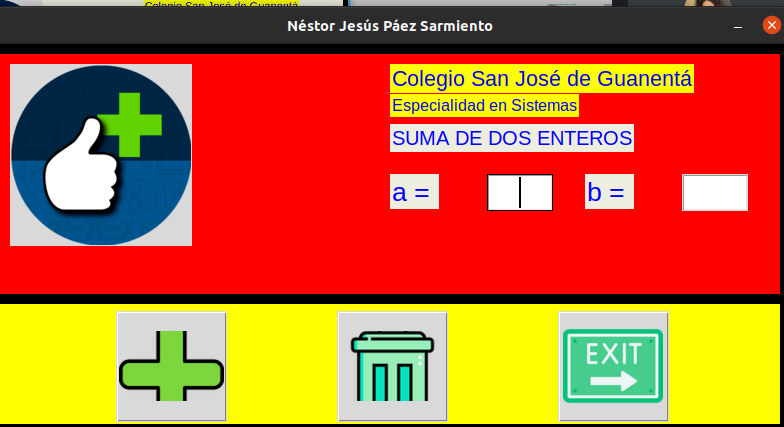 Colegio San José de Guanentá
Néstor Jesús Páez Sarmiento
Colegio San José de Guanentá
Especialidad en Sistemas
SUMA DE DOS ENTEROS
a =
b =
EXIT